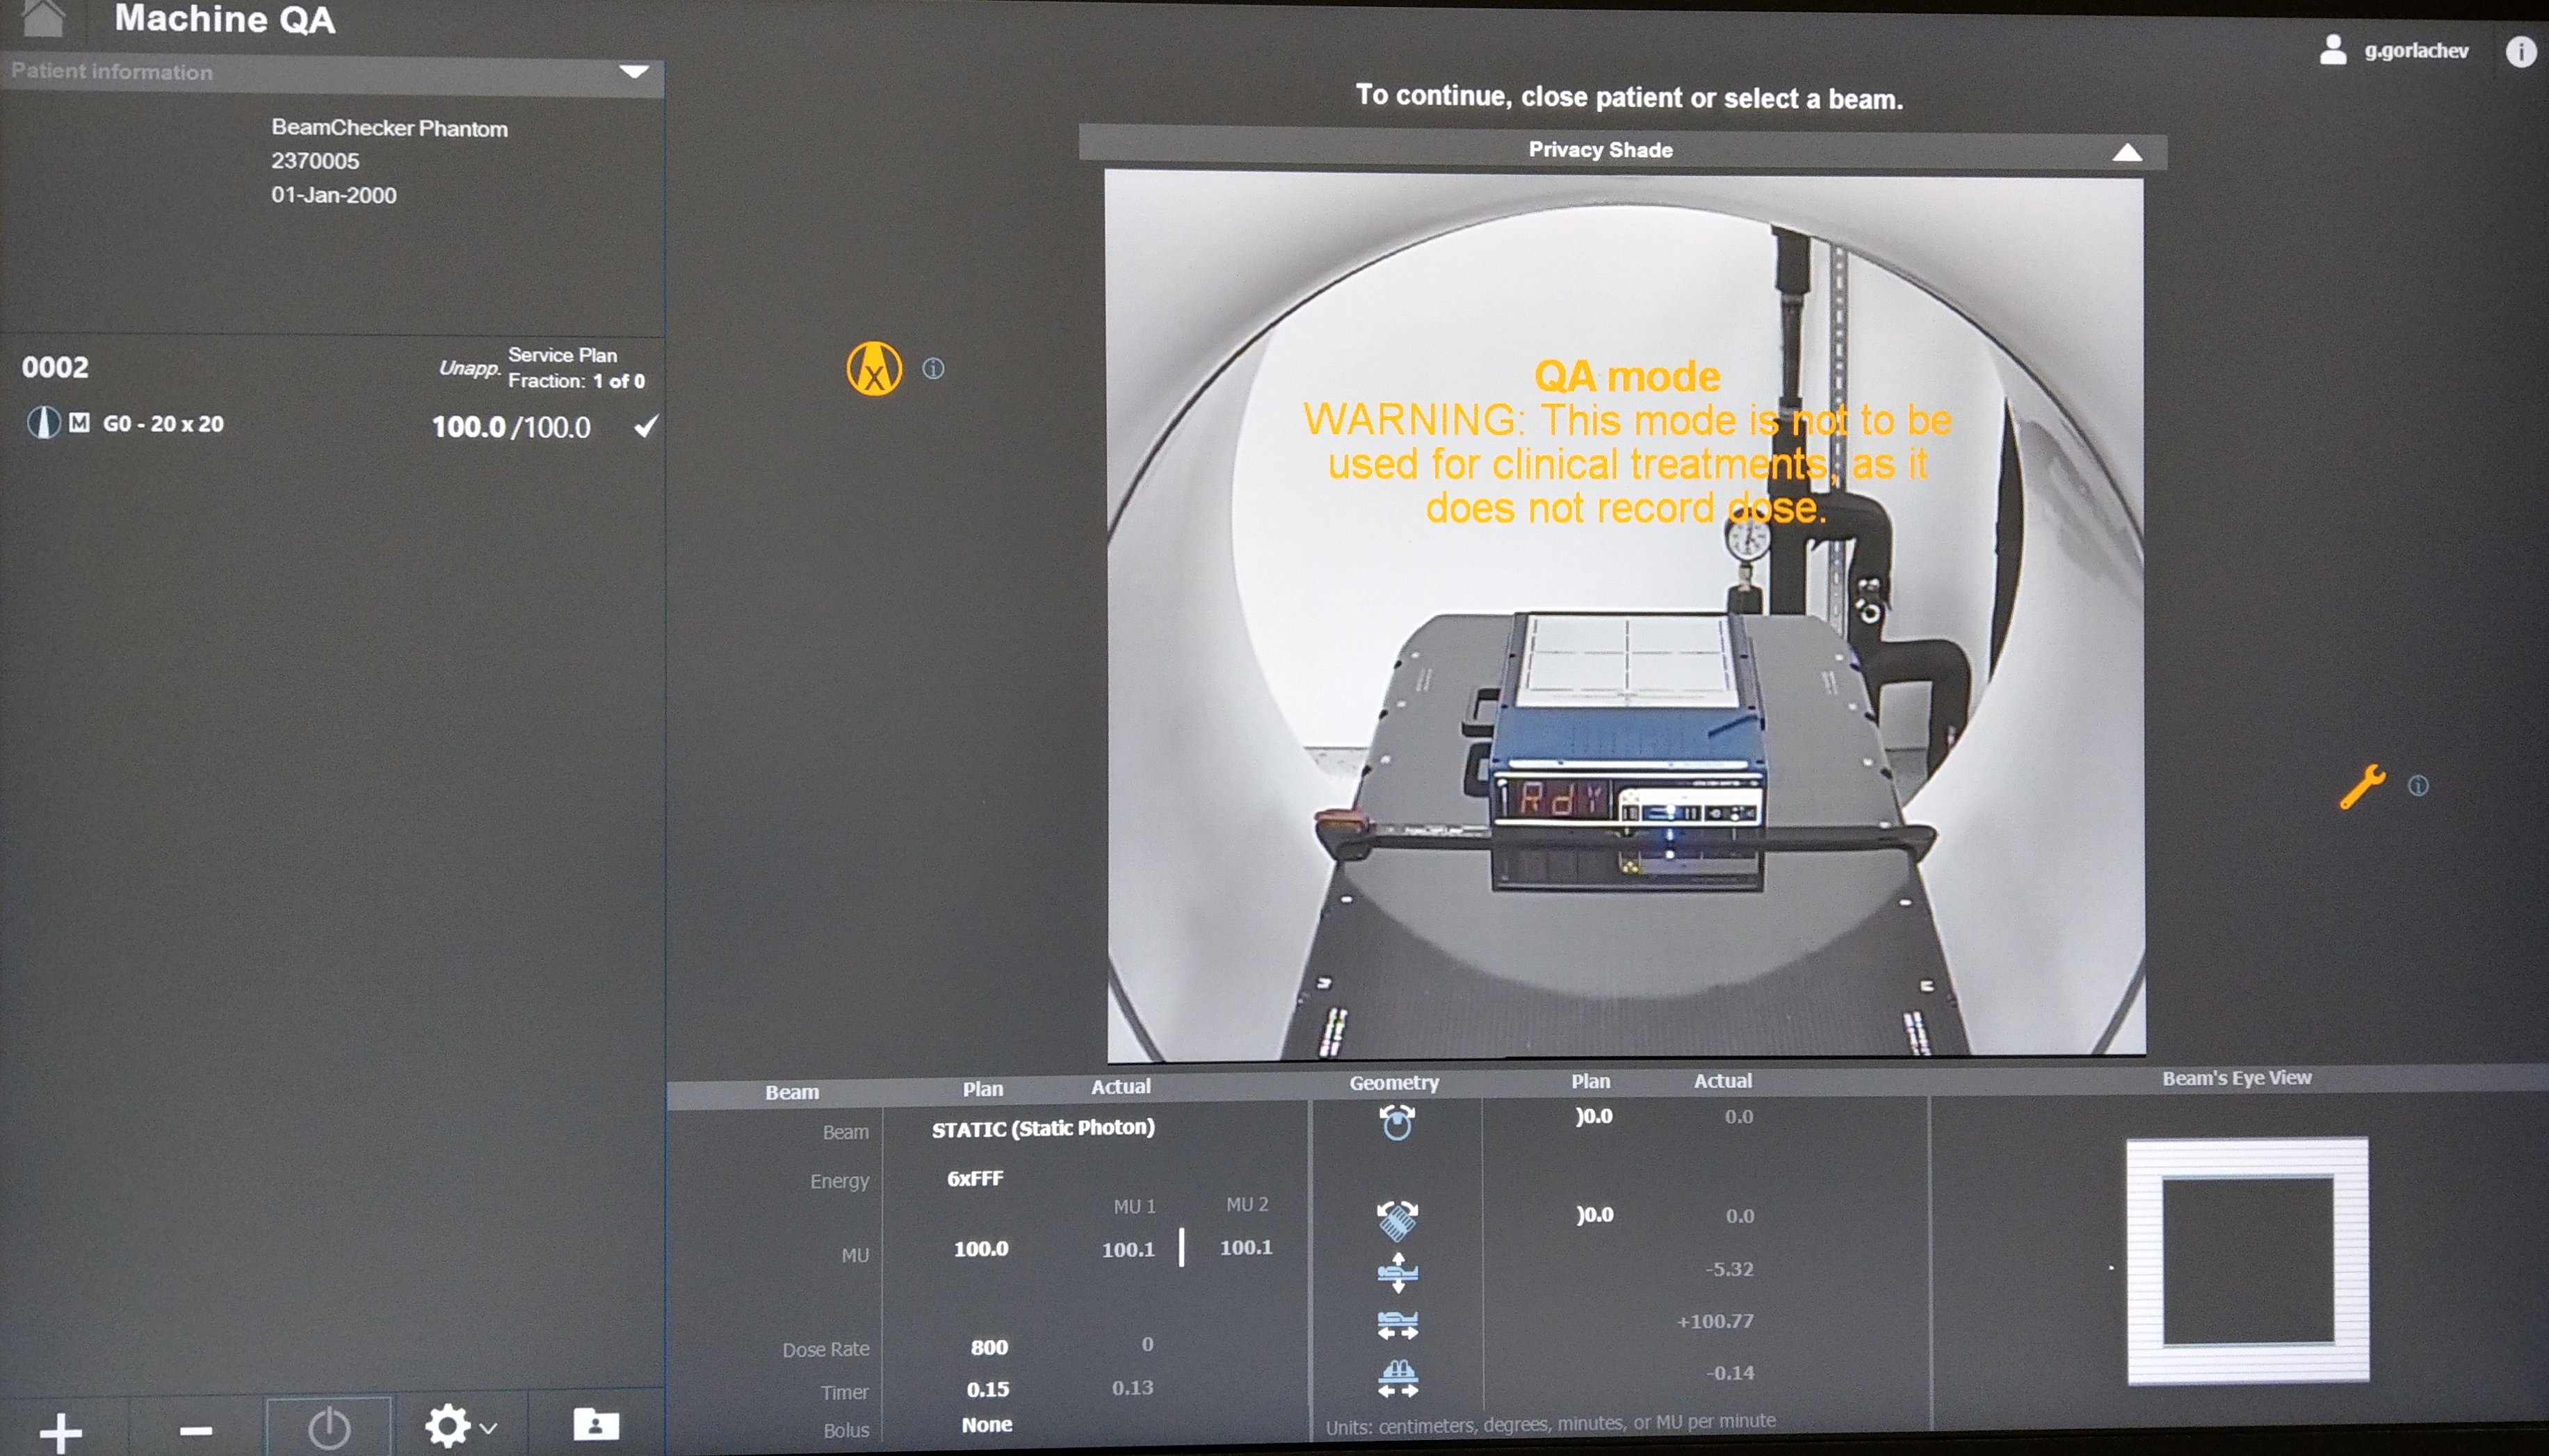 Machine QA
g.gorlachev
Patient information
To continue, close patient or select a beam.
BeamChecker Phantom
2370005
01-Jan-2000
Privacy Shade
0002
Unapp.
Service Plan
Fraction: 1 of 0
M G0 - 20 x 20
100.0 /100.0
X
QA mode
WARNING: This mode is not to be
used for clinical treatments, as it
does not record dose.
Rdy
Beam Plan Actual
Beam STATIC (Static Photon)
Energy 6xFFF
MU 1 MU 2
MU 100.0 100.1 100.1
Dose Rate 800 0
Timer 0.15 0.13
Bolus None
Geometry Plan Actual
)0.0 0.0
)0.0 0.0
-5.32
+100.77
-0.14
Units: centimeters, degrees, minutes, or MU per minute
Beam's Eye View